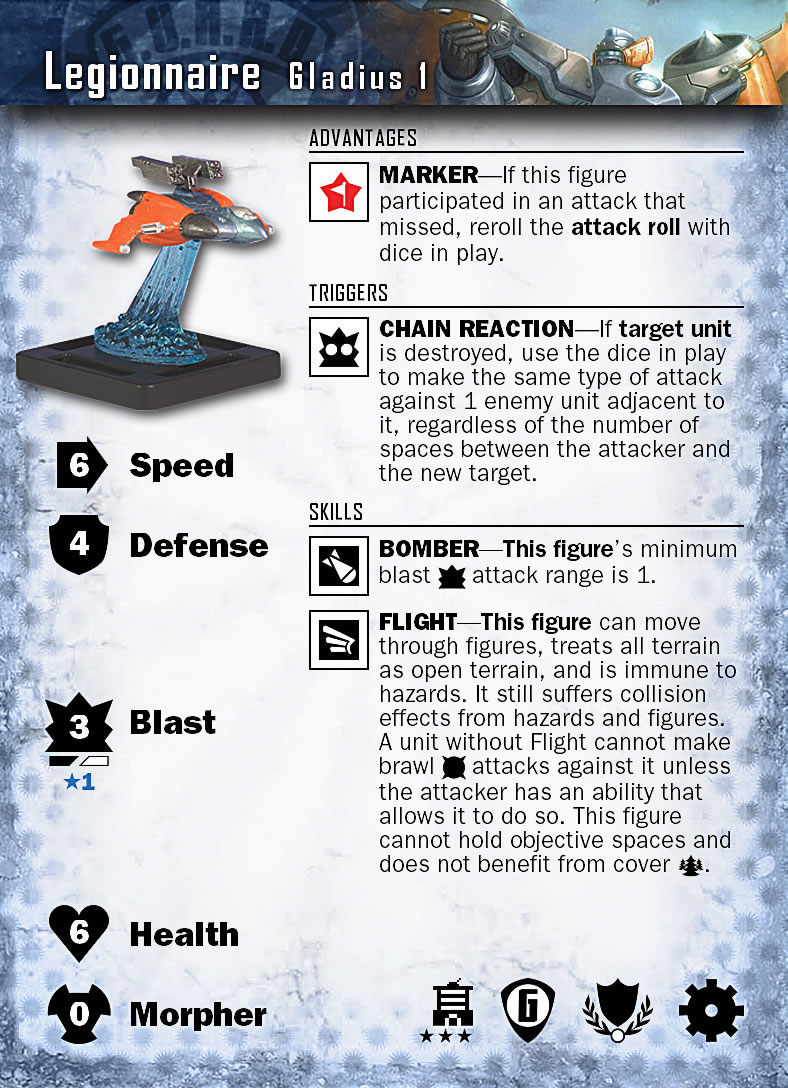 G.U.A.R.D
Legionnaire Gladius 1
ADVANTAGES
1
MARKER—If this figure
participated in an attack that
missed, reroll the attack roll with
dice in play.
TRIGGERS
CHAIN REACTION—If target unit
is destroyed, use the dice in play
to make the same type of attack
against 1 enemy unit adjacent to
it, regardless of the number of
spaces between the attacker and
the new target.
SKILLS
BOMBER—This figure's minimum
blast attack range is 1.
FLIGHT—This figure can move
through figures, treats all terrain
as open terrain, and is immune to
hazards. It still suffers collision
effects from hazards and figures.
A unit without Flight cannot make
brawl attacks against it unless
the attacker has an ability that
allows it to do so. This figure
cannot hold objective spaces and
does not benefit from cover .
6 Speed
4 Defense
3 Blast
★1
6 Health
0 Morpher
★★★
G